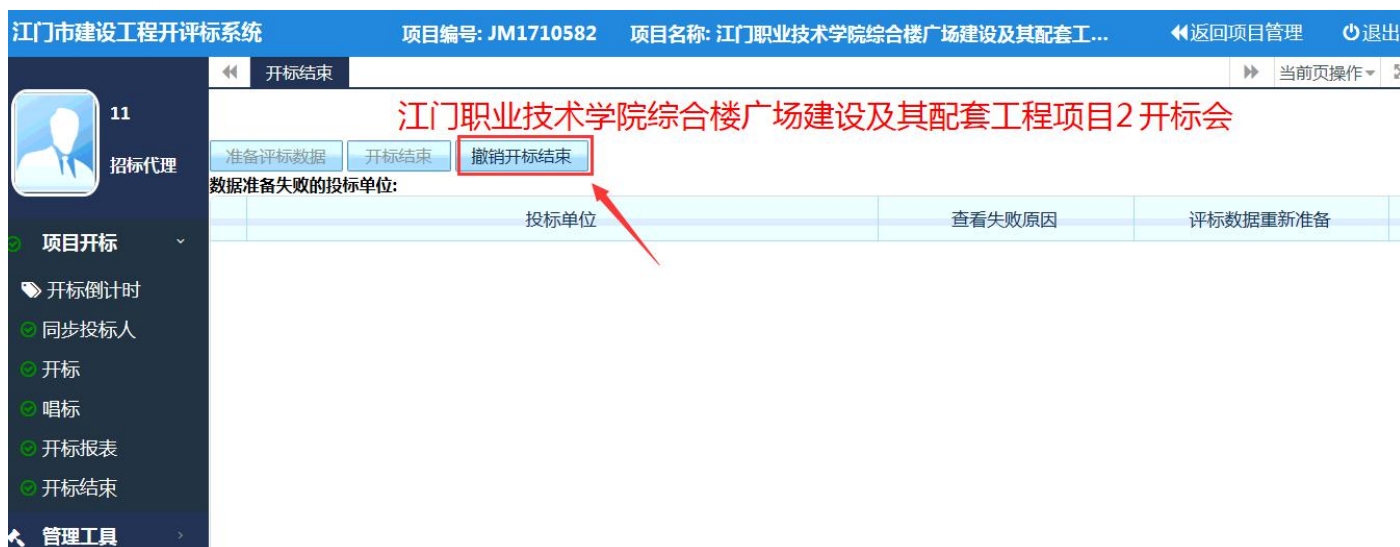 江门市建设工程开评标系统 项目编号: JM1710582 项目名称: 江门职业技术学院综合楼广场建设及其配套工... 返回项目管理 退出
开标结束 当前页操作
11
招标代理
江门职业技术学院综合楼广场建设及其配套工程项目2 开标会
准备评标数据 开标结束 撤销开标结束
数据准备失败的投标单位:
投标单位 查看失败原因 评标数据重新准备
项目开标
开标倒计时
同步投标人
开标
唱标
开标报表
开标结束
管理工具